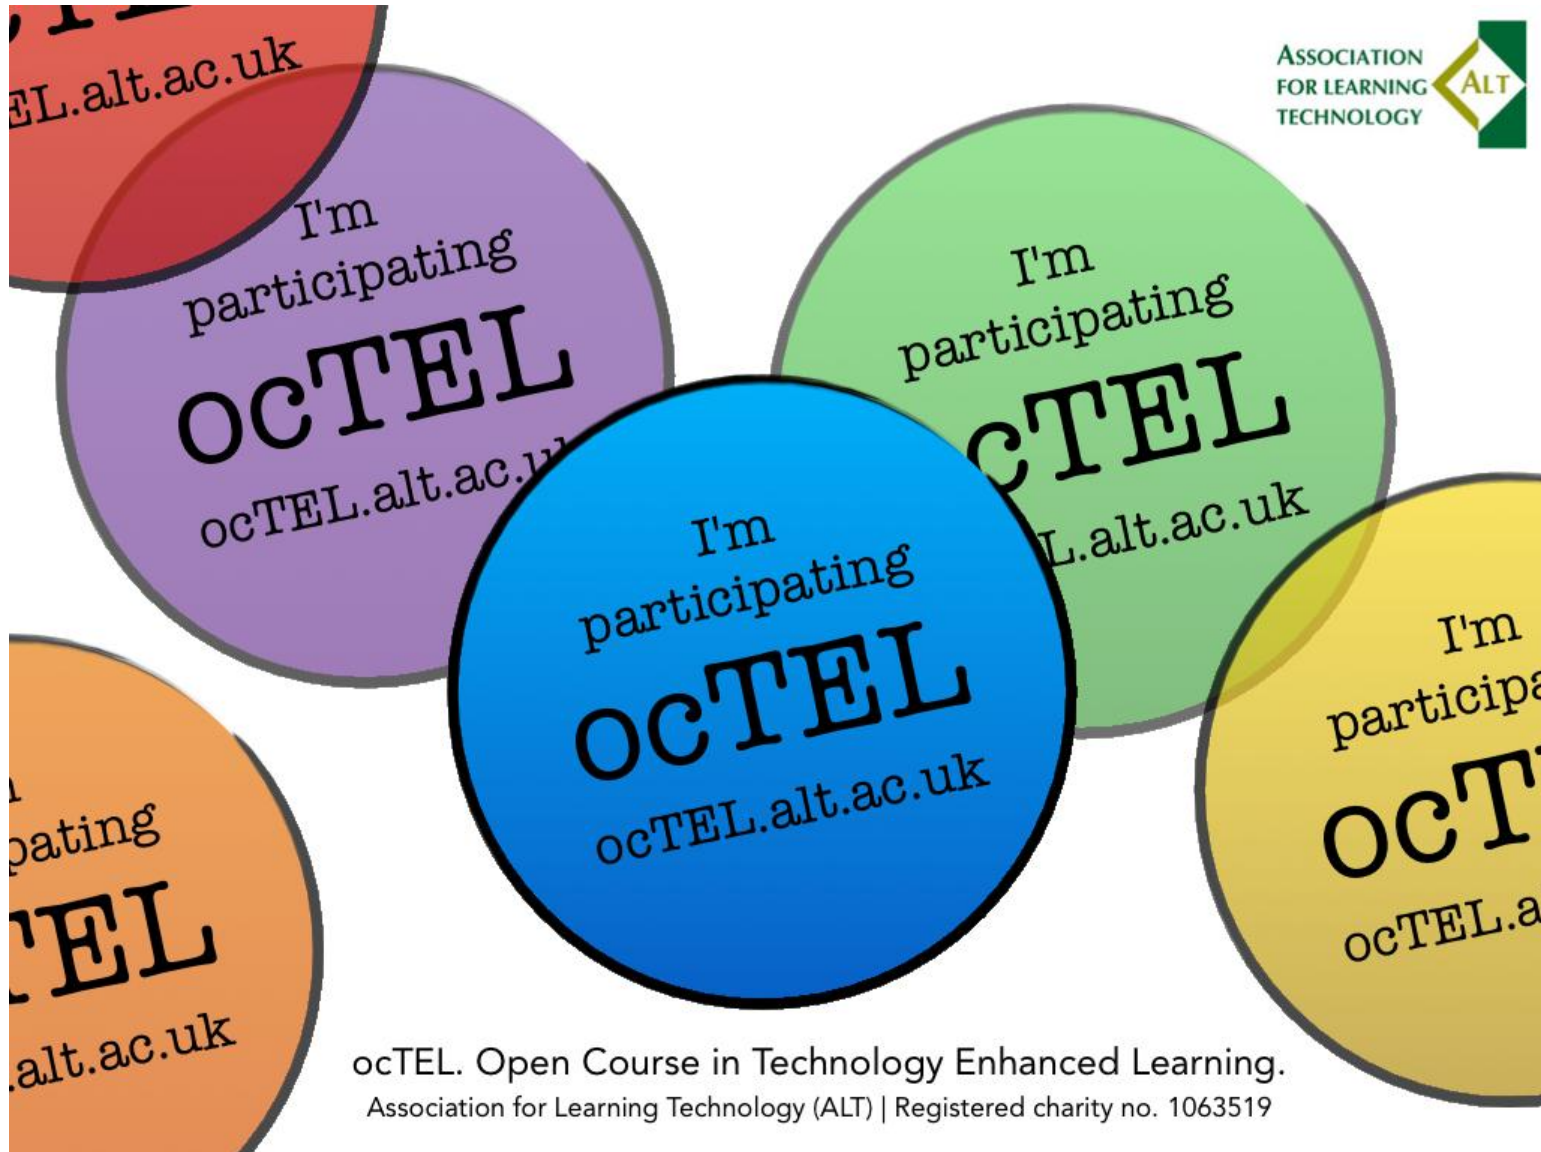 EL.alt.ac.uk
ASSOCIATION
FOR LEARNING
TECHNOLOGY
ALT
I'm
participating
ocTEL
ocTEL.alt.ac.u
I'm
participating
cTEL
L.alt.ac.uk
I'm
participating
ocTEL
ocTEL.alt.ac.uk
I'm
participa
ocT
ocTEL.a
pating
TEL
.alt.ac.uk
ocTEL. Open Course in Technology Enhanced Learning.
Association for Learning Technology (ALT) | Registered charity no. 1063519